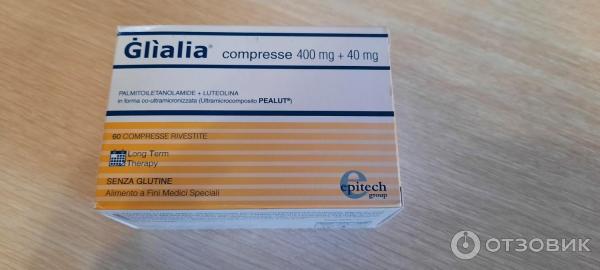 Glìalia® compresse 400 mg + 40 mg
PALMITOILETANOLAMIDE + LUTEOLINA
in forma co-ultramicronizzata (Ultramicrocomposito PEALUT®)
60 COMPRESSE RIVESTITE
Long Term
Therapy
SENZA GLUTINE
Alimento a Fini Medici Speciali
epitech
group
ОТЗОВИК